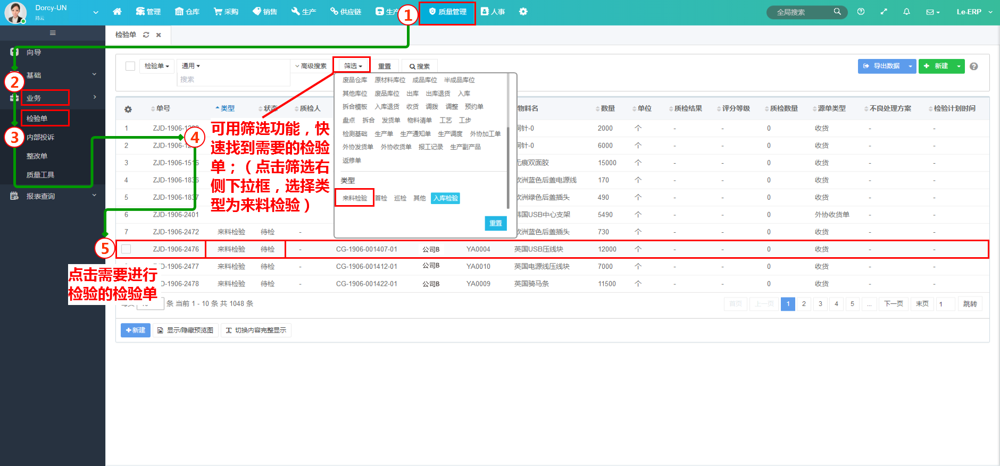 Dorcy-UN
持云
管理 仓库 采购 销售 生产 供应链 生产 1 质量管理 人事
全局搜索
Le-ERP
检验单
向导
基础
2
业务
检验单
3 内部投诉
整改单
质量工具
报表查询
检验单 通用 高级搜索 筛选 重置 搜索
搜索
导出数据 新建
废品仓库 原材料库位 成品库位 半成品库位
其他库位 废品库位 出库 出库退货 入库
拆合模板 入库退货 收货 调拨 调整 预约单
盘点 拆合 发货单 物料清单 工艺 工步
检测基础 生产单 生产通知单 生产调度 外协加工单
外协发货单 外协收货单 报工记录 生产副产品
返修单
类型
来料检验 首检 巡检 其他 入库检验
重置
4
可用筛选功能，快
速找到需要的检验
单；（点击筛选右
侧下拉框，选择类
型为来料检验）
单号 类型 状态 质检人 物料名 数量 单位 质检结果 评分等级 质检数量 源单类型 不良处理方案 检验计划时间
1 ZJD-1906-12 铜针-0 2000 个 - - 0 收货 - -
2 ZJD-1906-12 铜针-0 6000 个 - - 0 收货 - -
3 ZJD-1906-1516 无痕双面胶 15000 个 - - 0 收货 - -
4 ZJD-1906-1836 欧洲蓝色后盖电源线 170 个 - - 0 收货 - -
5 ZJD-1906-1837 欧洲绿色后盖插头 490 个 - - 0 收货 - -
6 ZJD-1906-2401 韩国USB中心支架 5490 个 - - 0 外协收货单 - -
7 ZJD-1906-2472 来料检验 待检 - 欧洲蓝色后盖插头 730 个 - - 0 收货 - -
5 ZJD-1906-2476 来料检验 待检 - CG-1906-001407-01 公司B YA0004 英国USB压线块 12000 个 - - 0 收货 - -
D-1906-2477 来料检验 待检 - CG-1906-001412-01 公司B YA0010 英国电源线压线块 7000 个 - - 0 收货 - -
D-1906-2478 来料检验 待检 - CG-1906-001422-01 公司B YA0009 英国骑马条 11500 个 - - 0 收货 - -
点击需要进行
检验的检验单
条 当前 1 - 10 条 共 1048 条
首页 上一页 1 2 3 4 5 ... 下一页 末页 1 跳转
新建 显示/隐藏预览图 切换内容完整显示